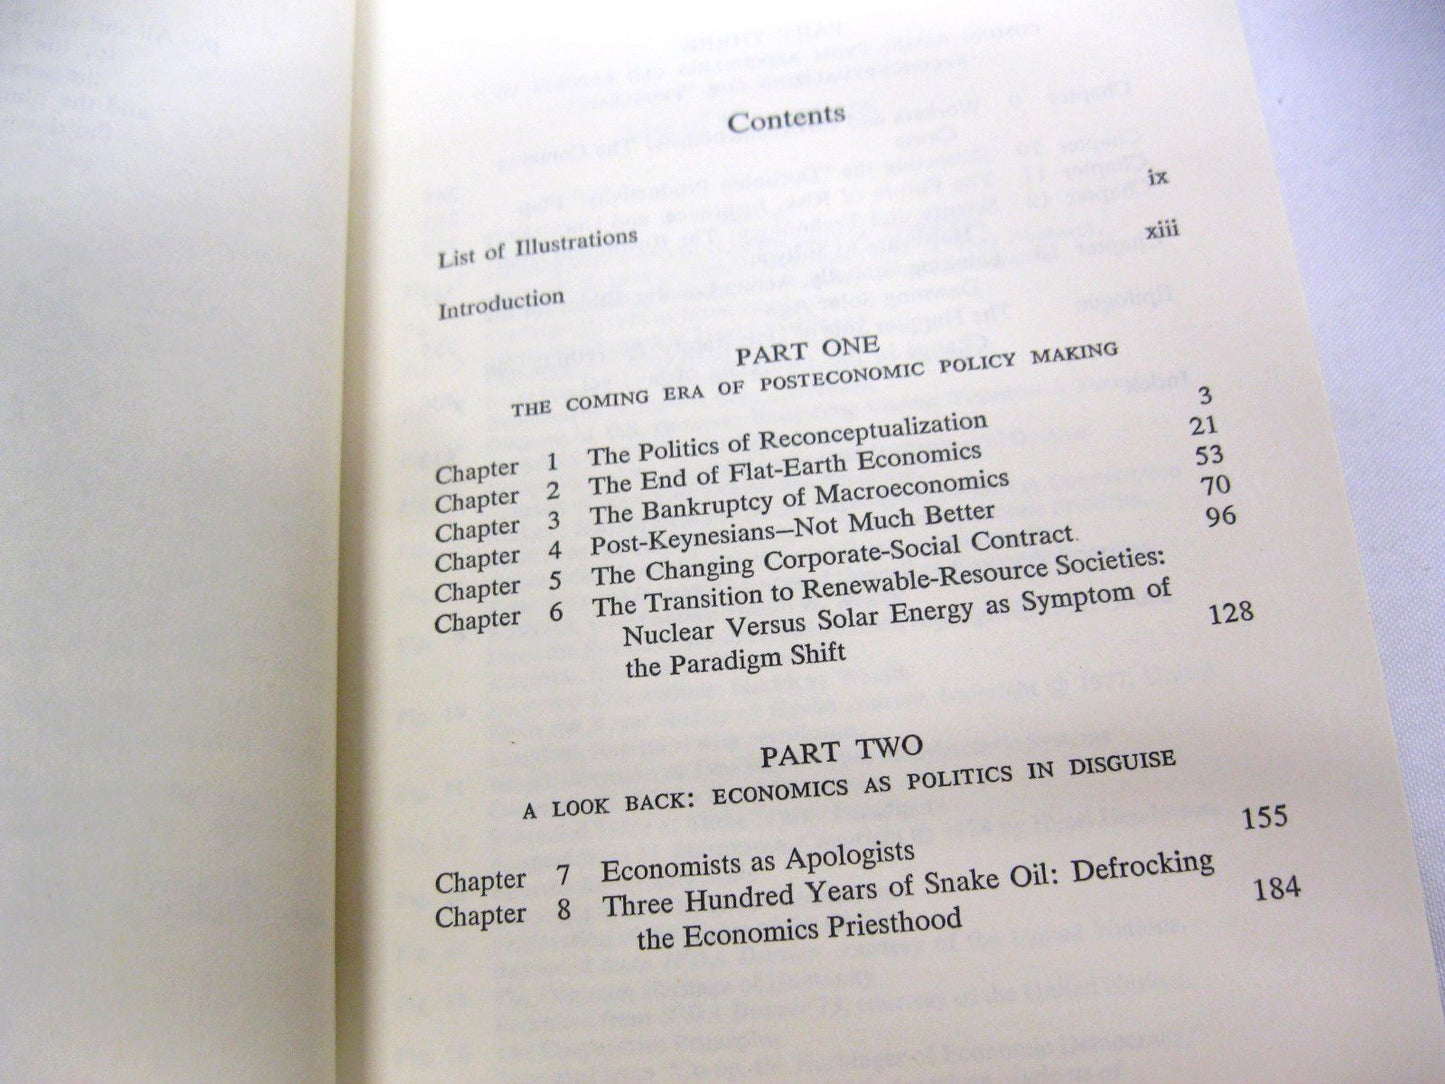 Contents
List of Illustrations ix
Introduction xiii
PART ONE
THE COMING ERA OF POSTECONOMIC POLICY MAKING
Chapter 1 The Politics of Reconceptualization 3
Chapter 2 The End of Flat-Earth Economics 21
Chapter 3 The Bankruptcy of Macroeconomics 53
Chapter 4 Post-Keynesians—Not Much Better 70
Chapter 5 The Changing Corporate-Social Contract 96
Chapter 6 The Transition to Renewable-Resource Societies:
Nuclear Versus Solar Energy as Symptom of
the Paradigm Shift 128
PART TWO
A LOOK BACK: ECONOMICS AS POLITICS IN DISGUISE
Chapter 7 Economists as Apologists 155
Chapter 8 Three Hundred Years of Snake Oil: Defrocking
the Economics Priesthood 184